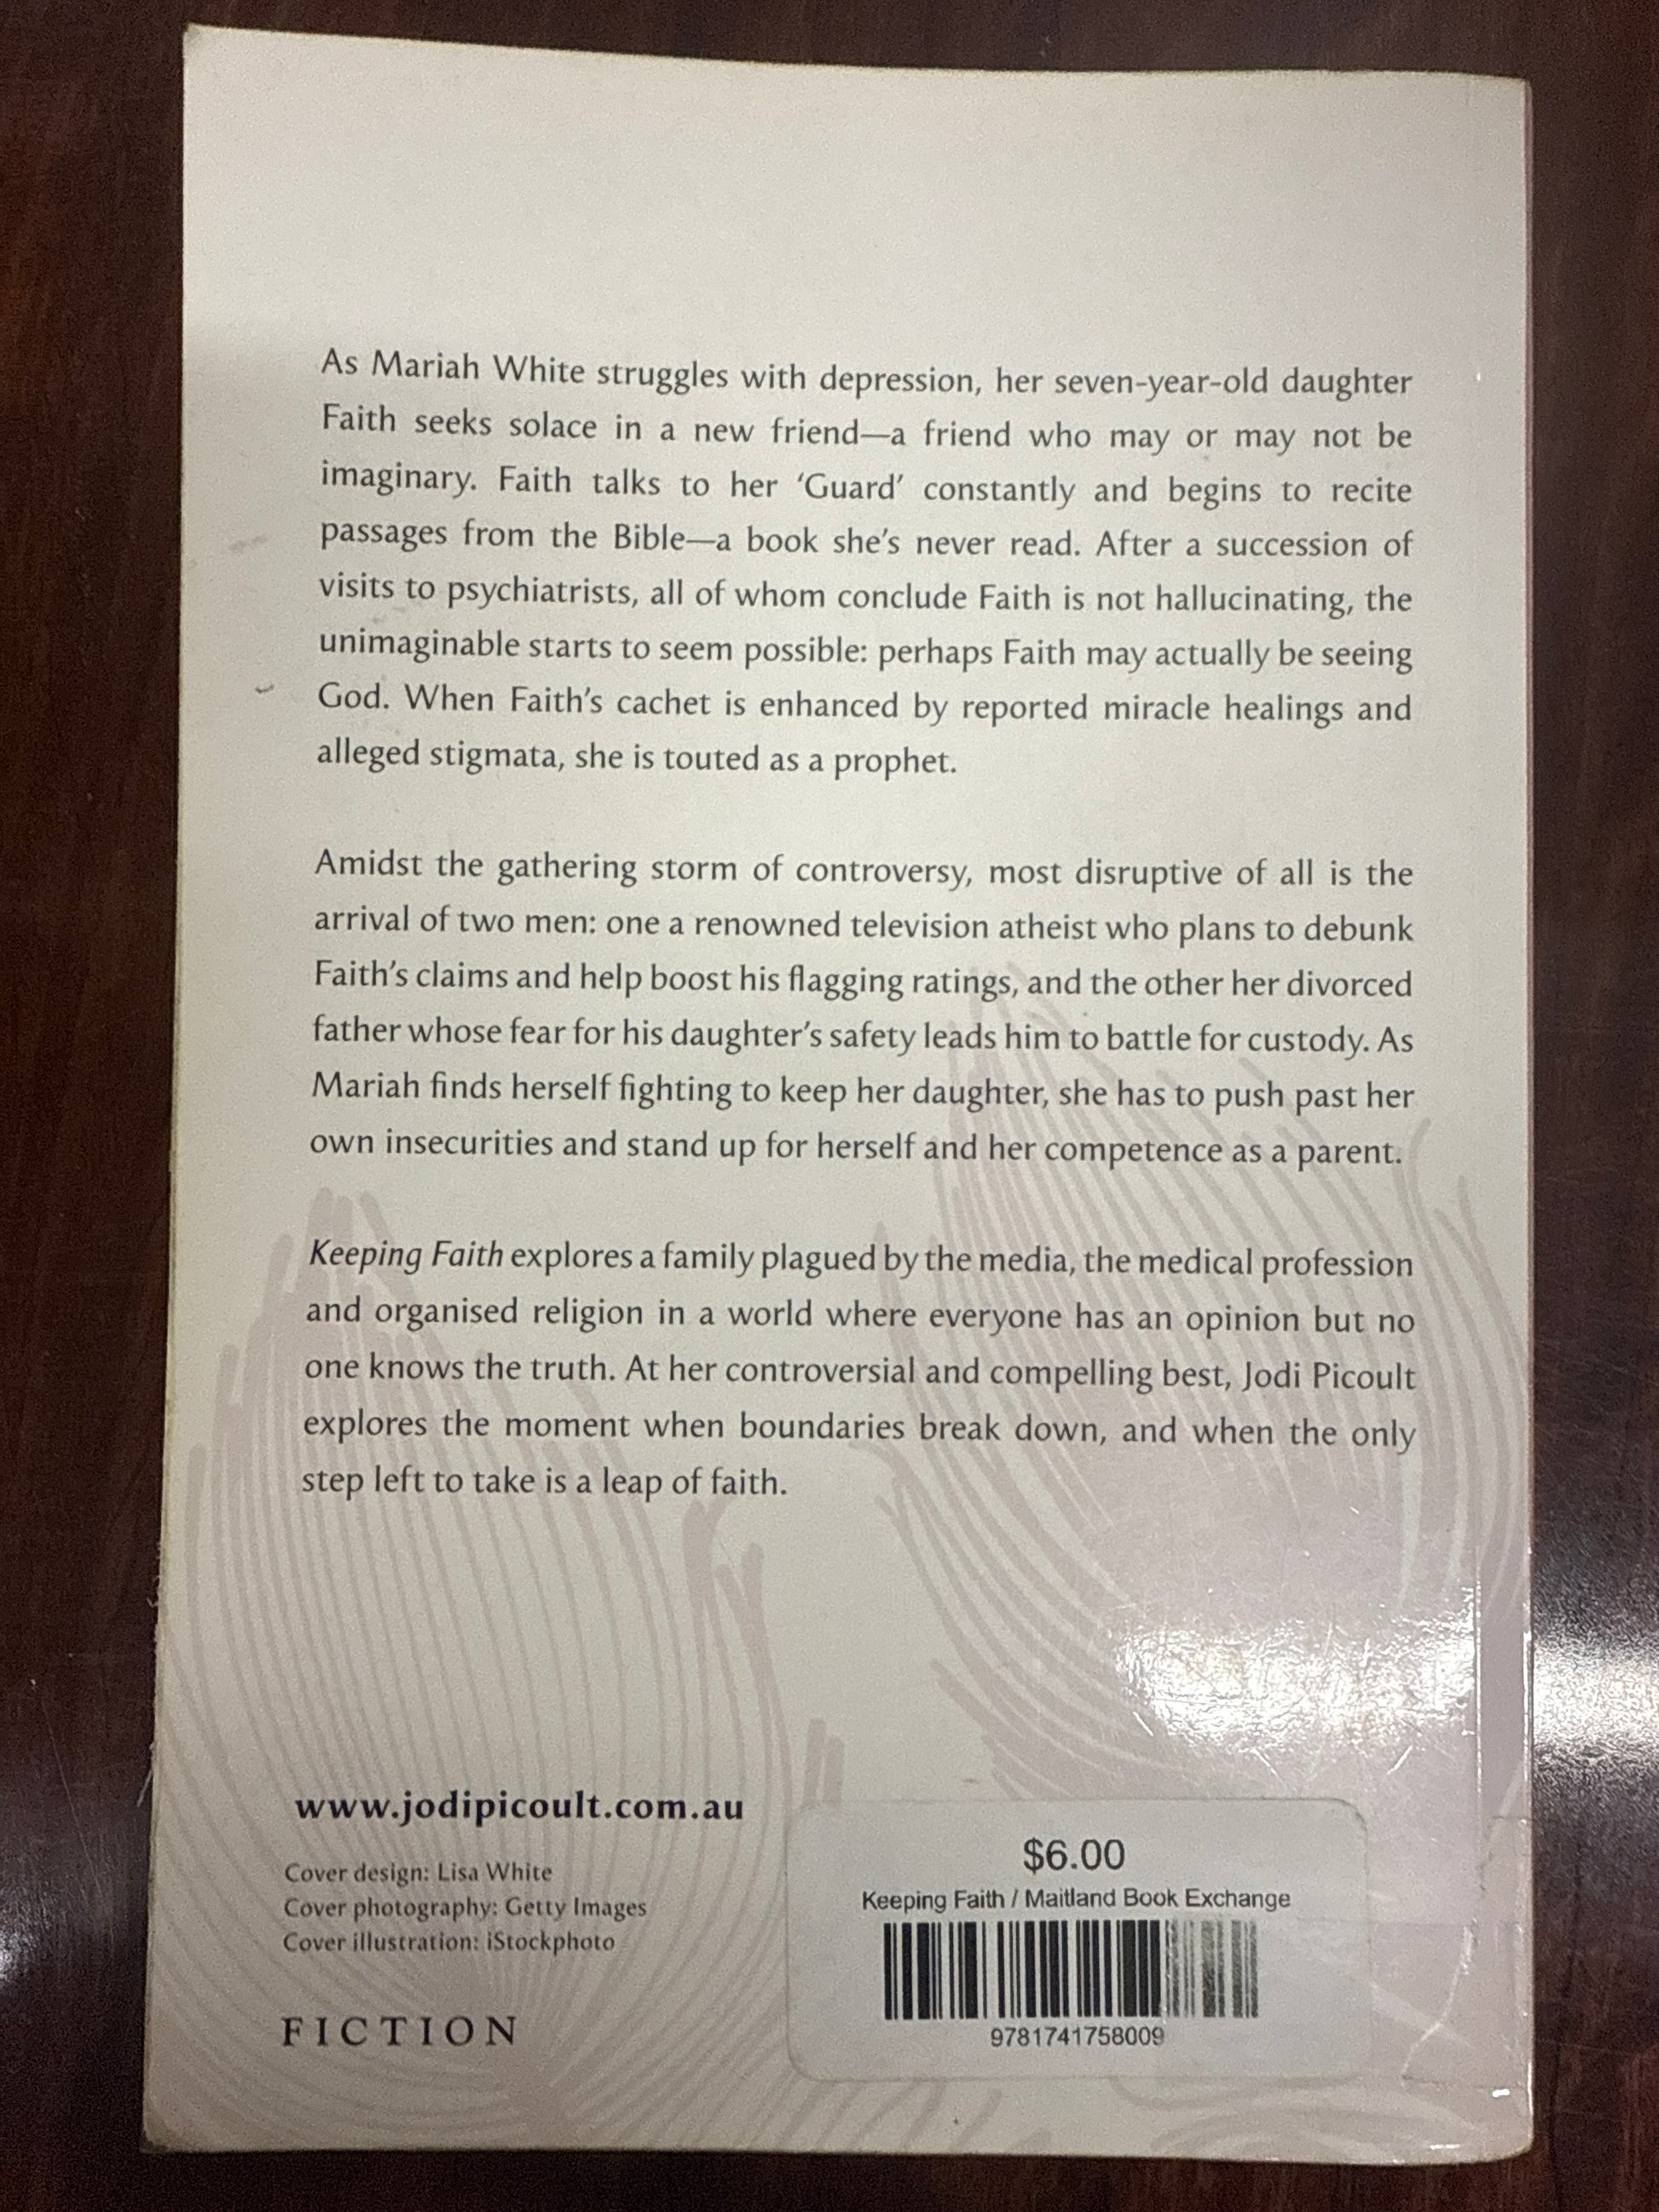 As Mariah White struggles with depression, her seven-year-old daughter
Faith seeks solace in a new friend—a friend who may or may not be
imaginary. Faith talks to her ‘Guard’ constantly and begins to recite
passages from the Bible—a book she’s never read. After a succession of
visits to psychiatrists, all of whom conclude Faith is not hallucinating, the
unimaginable starts to seem possible: perhaps Faith may actually be seeing
God. When Faith’s cachet is enhanced by reported miracle healings and
alleged stigmata, she is touted as a prophet.
Amidst the gathering storm of controversy, most disruptive of all is the
arrival of two men: one a renowned television atheist who plans to debunk
Faith’s claims and help boost his flagging ratings, and the other her divorced
father whose fear for his daughter’s safety leads him to battle for custody. As
Mariah finds herself fighting to keep her daughter, she has to push past her
own insecurities and stand up for herself and her competence as a parent.
Keeping Faith explores a family plagued by the media, the medical profession
and organised religion in a world where everyone has an opinion but no
one knows the truth. At her controversial and compelling best, Jodi Picoult
explores the moment when boundaries break down, and when the only
step left to take is a leap of faith.
www.jodipicoult.com.au
Cover design: Lisa White
Cover photography: Getty Images
Cover illustration: iStockphoto
FICTION
$6.00
Keeping Faith / Maitland Book Exchange
9781741758009